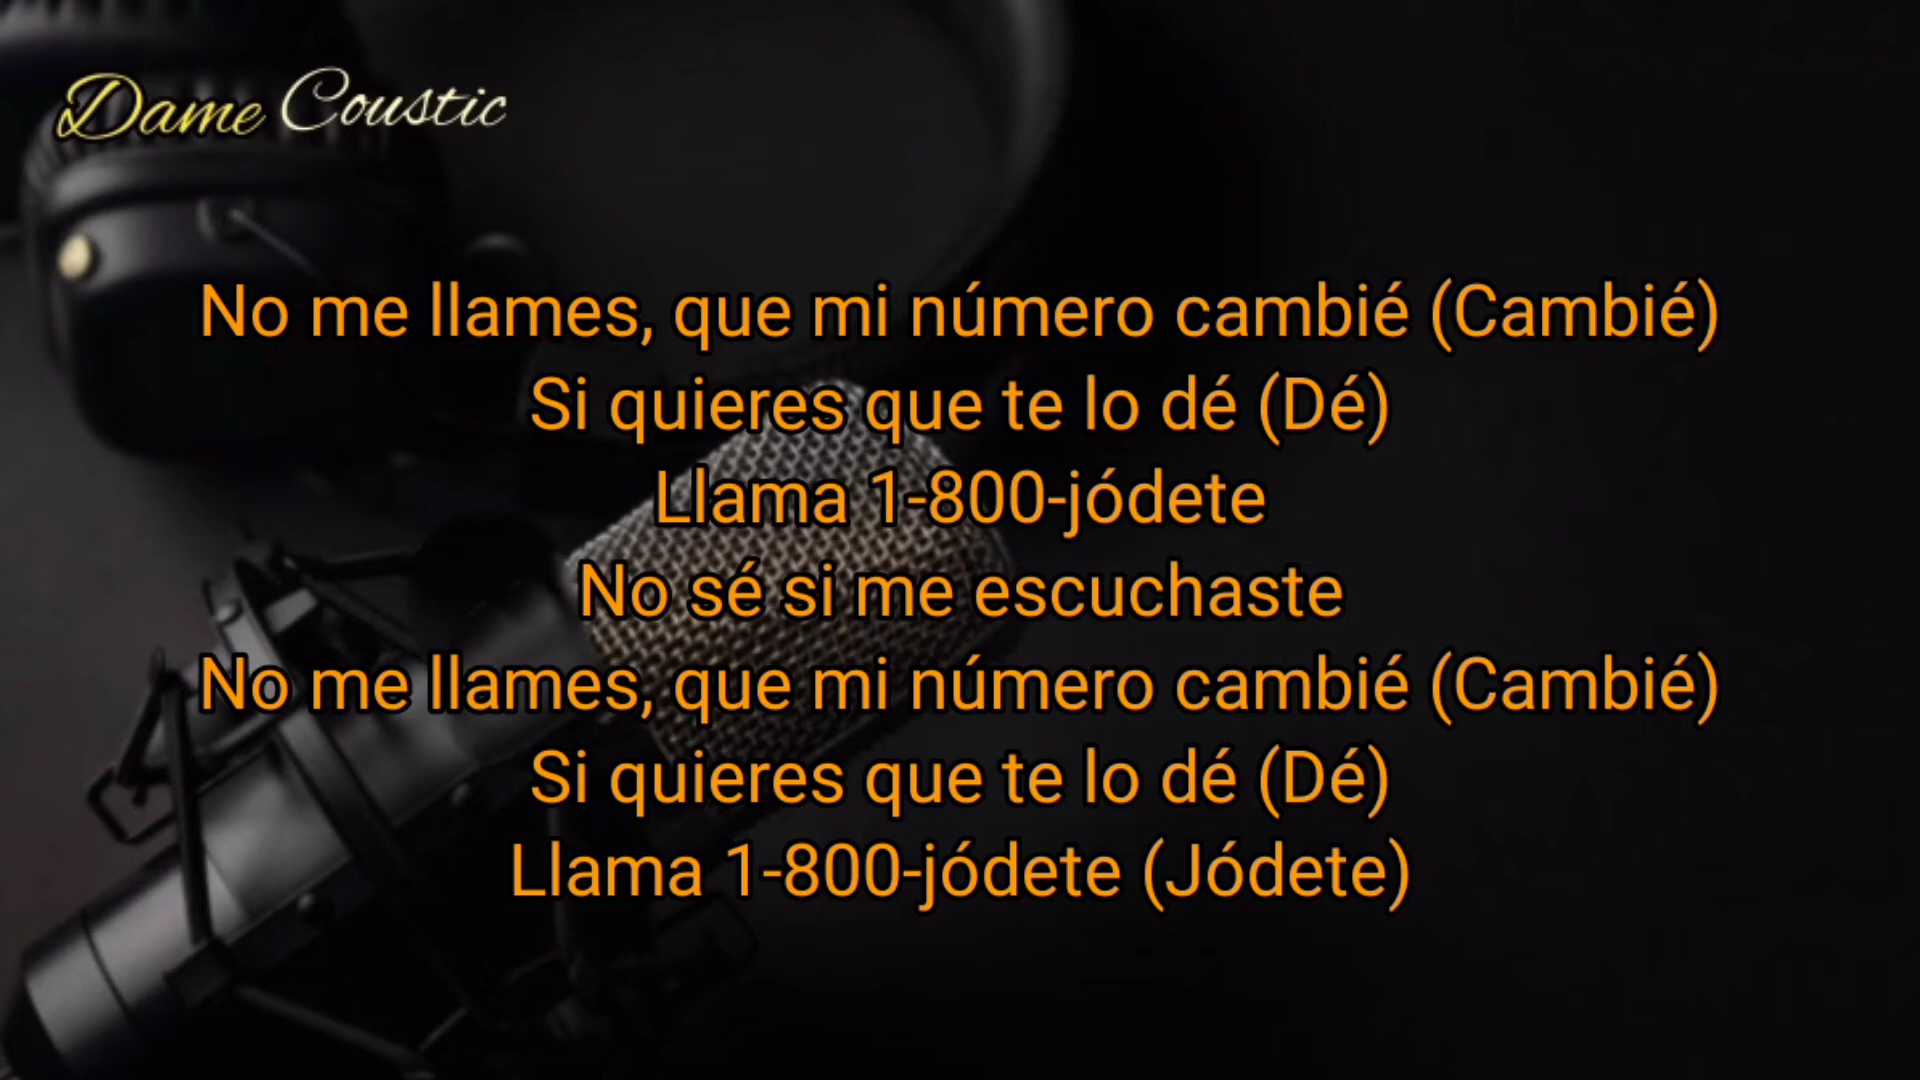 Dame Coustic
No me llames, que mi número cambié (Cambié)
Si quieres que te lo dé (Dé)
Llama 1-800-jódete
No sé si me escuchaste
No me llames, que mi número cambié (Cambié)
Si quieres que te lo dé (Dé)
Llama 1-800-jódete (Jódete)